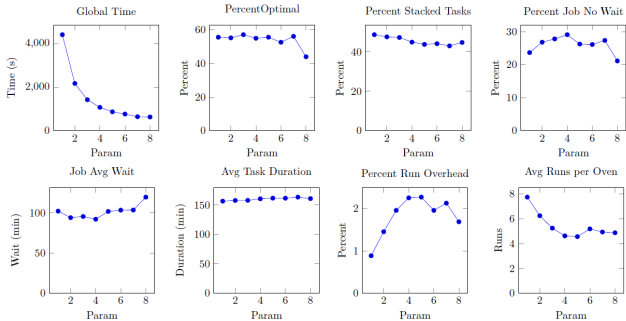 Global Time
PercentOptimal
Percent Stacked Tasks
Percent Job No Wait
Time (s)
4,000
2,000
0
2 4 6 8
Param
Percent
60
40
20
0
2 4 6 8
Param
Percent
40
20
0
2 4 6 8
Param
Percent
30
20
10
0
2 4 6 8
Param
Job Avg Wait
Avg Task Duration
Percent Run Overhead
Avg Runs per Oven
Wait (min)
100
50
0
2 4 6 8
Param
Duration (min)
150
100
50
0
2 4 6 8
Param
Percent
2
1
0
2 4 6 8
Param
Runs
8
6
4
2
0
2 4 6 8
Param